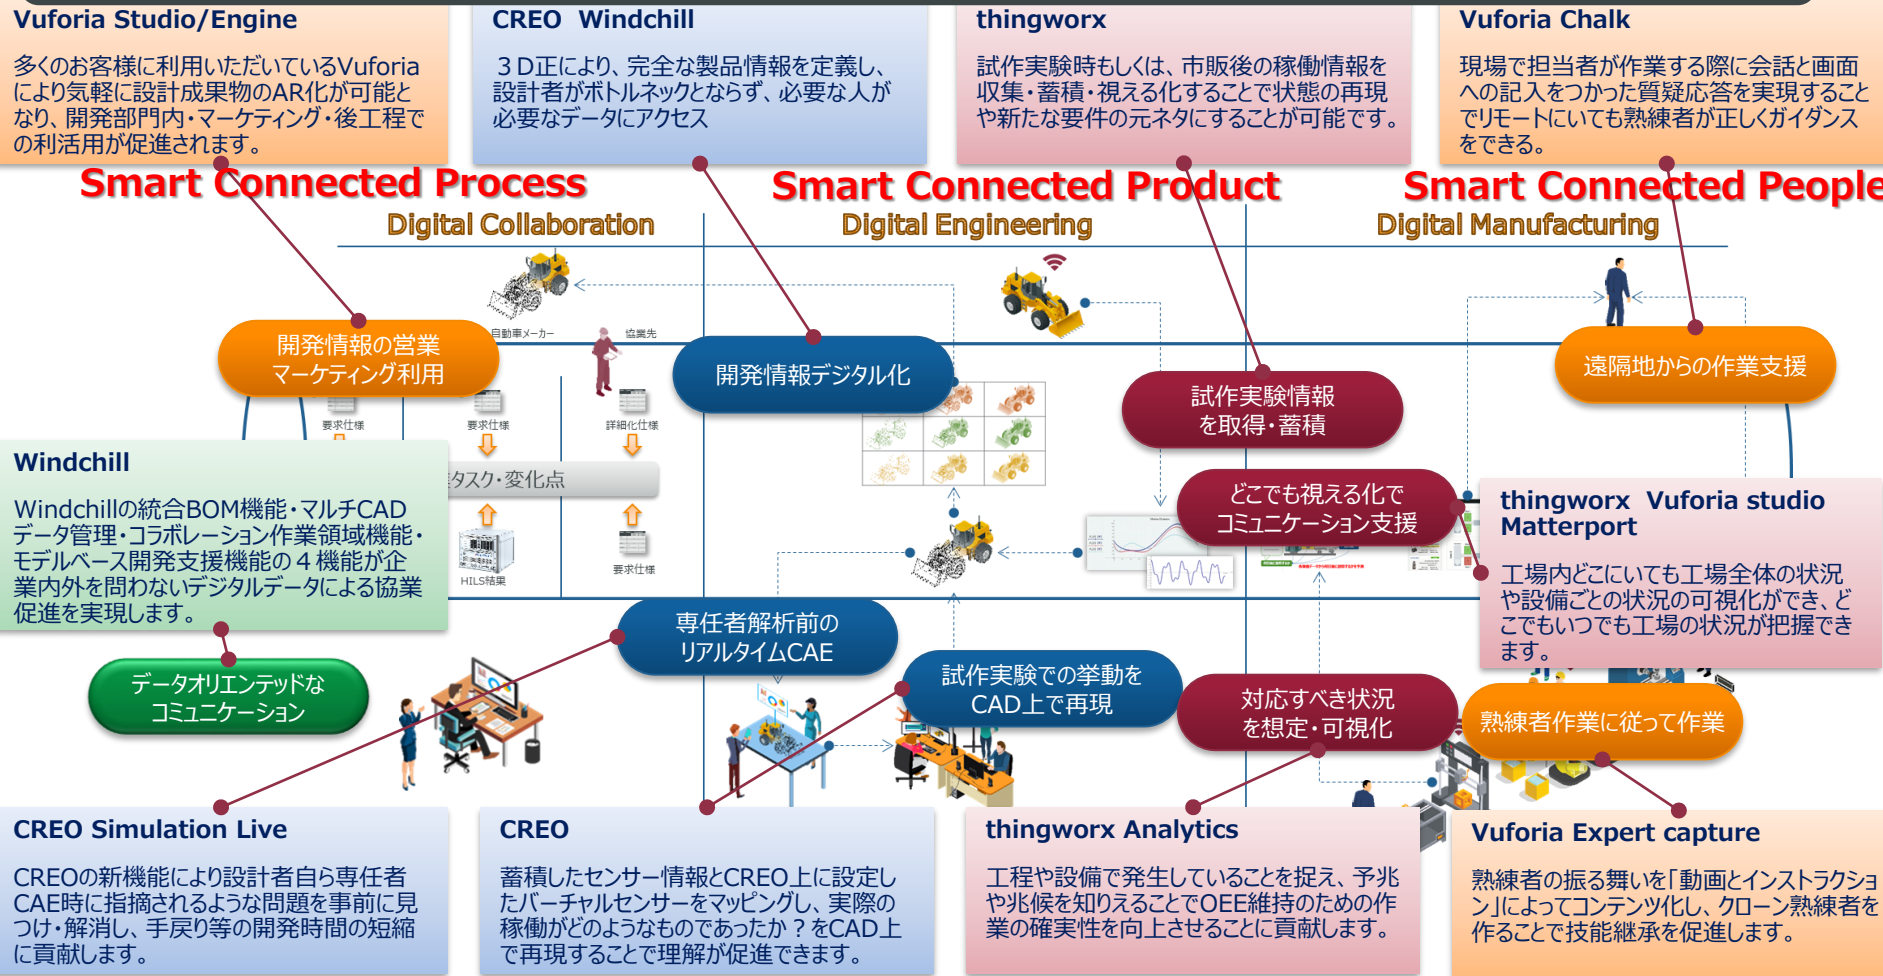 Vuforia Studio/Engine
多くのお客様に利用いただいているVuforia
により気軽に設計成果物のAR化が可能と
なり、開発部門内・マーケティング・後工程で
の利活用が促進されます。
CREO Windchill
３D正により、完全な製品情報を定義し、
設計者がボトルネックとならず、必要な人が
必要なデータにアクセス
thingworx
試作実験時もしくは、市販後の稼働情報を
収集・蓄積・視える化することで状態の再現
や新たな要件の元ネタにすることが可能です。
Vuforia Chalk
現場で担当者が作業する際に会話と画面
への記入をつかった質疑応答を実現すること
でリモートにいても熟練者が正しくガイダンス
をできる。
Smart Connected Process
Smart Connected Product
Smart Connected People
Digital Collaboration
Digital Engineering
Digital Manufacturing
自動車メーカー
協業先
開発情報の営業
マーケティング利用
開発情報デジタル化
試作実験情報
を取得・蓄積
遠隔地からの作業支援
要求仕様
要求仕様
詳細化仕様
タスク・変化点
HILS結果
要求仕様
Windchill
Windchillの統合BOM機能・マルチCAD
データ管理・コラボレーション作業領域機能・
モデルベース開発支援機能の４機能が企
業内外を問わないデジタルデータによる協業
促進を実現します。
どこでも視える化で
コミュニケーション支援
thingworx Vuforia studio
Matterport
工場内どこにいても工場全体の状況
や設備ごとの状況の可視化ができ、ど
こでもいつでも工場の状況が把握でき
ます。
データオリエンテッドな
コミュニケーション
専任者解析前の
リアルタイムCAE
試作実験での挙動を
CAD上で再現
対応すべき状況
を想定・可視化
熟練者作業に従って作業
CREO Simulation Live
CREOの新機能により設計者自ら専任者
CAE時に指摘されるような問題を事前に見
つけ・解消し、手戻り等の開発時間の短縮
に貢献します。
CREO
蓄積したセンサー情報とCREO上に設定し
たバーチャルセンサーをマッピングし、実際の
稼働がどのようなものであったか？をCAD上
で再現することで理解が促進できます。
thingworx Analytics
工程や設備で発生していることを捉え、予兆
や兆候を知りえることでOEE維持のための作
業の確実性を向上させることに貢献します。
Vuforia Expert capture
熟練者の振る舞いを「動画とインストラクショ
ン」によってコンテンツ化し、クローン熟練者を
作ることで技能継承を促進します。